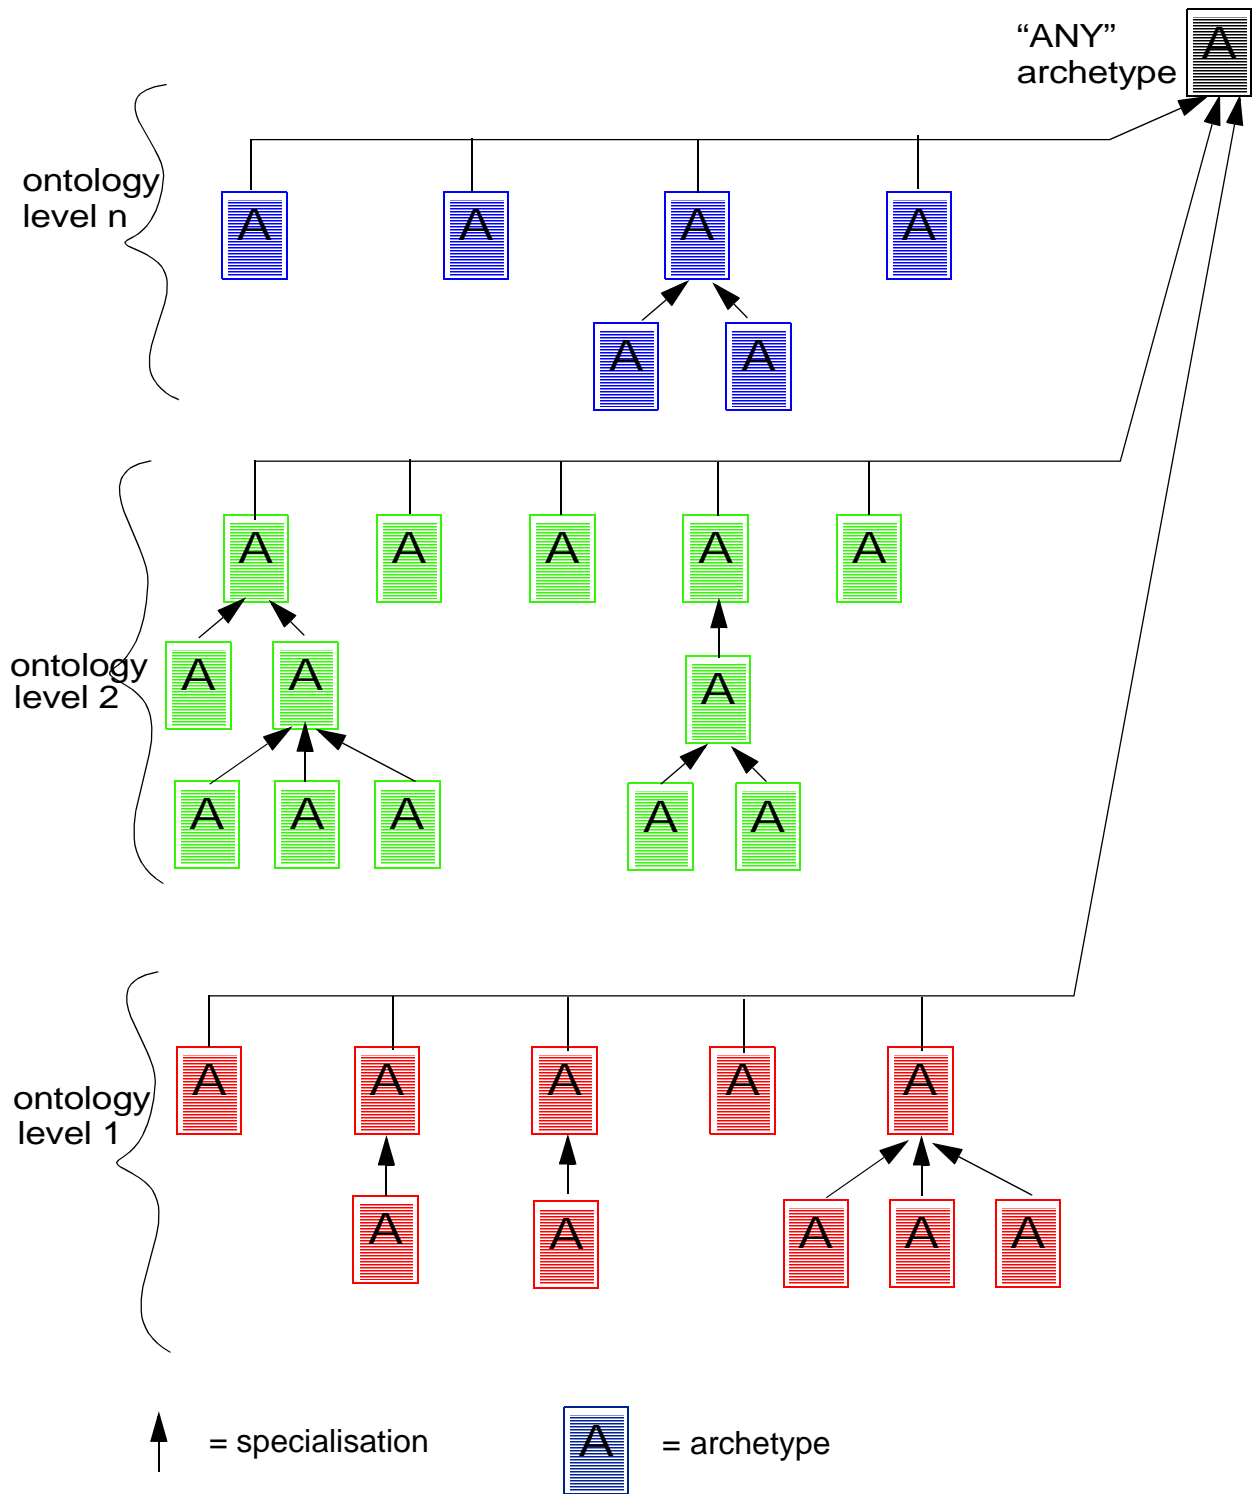 “ANY”
archetype
A
ontology
level n
A A A A
A A
ontology
level 2
A A A A A
A A A
A A A A A
ontology
level 1
A A A A A
A A A A A
= specialisation
A = archetype